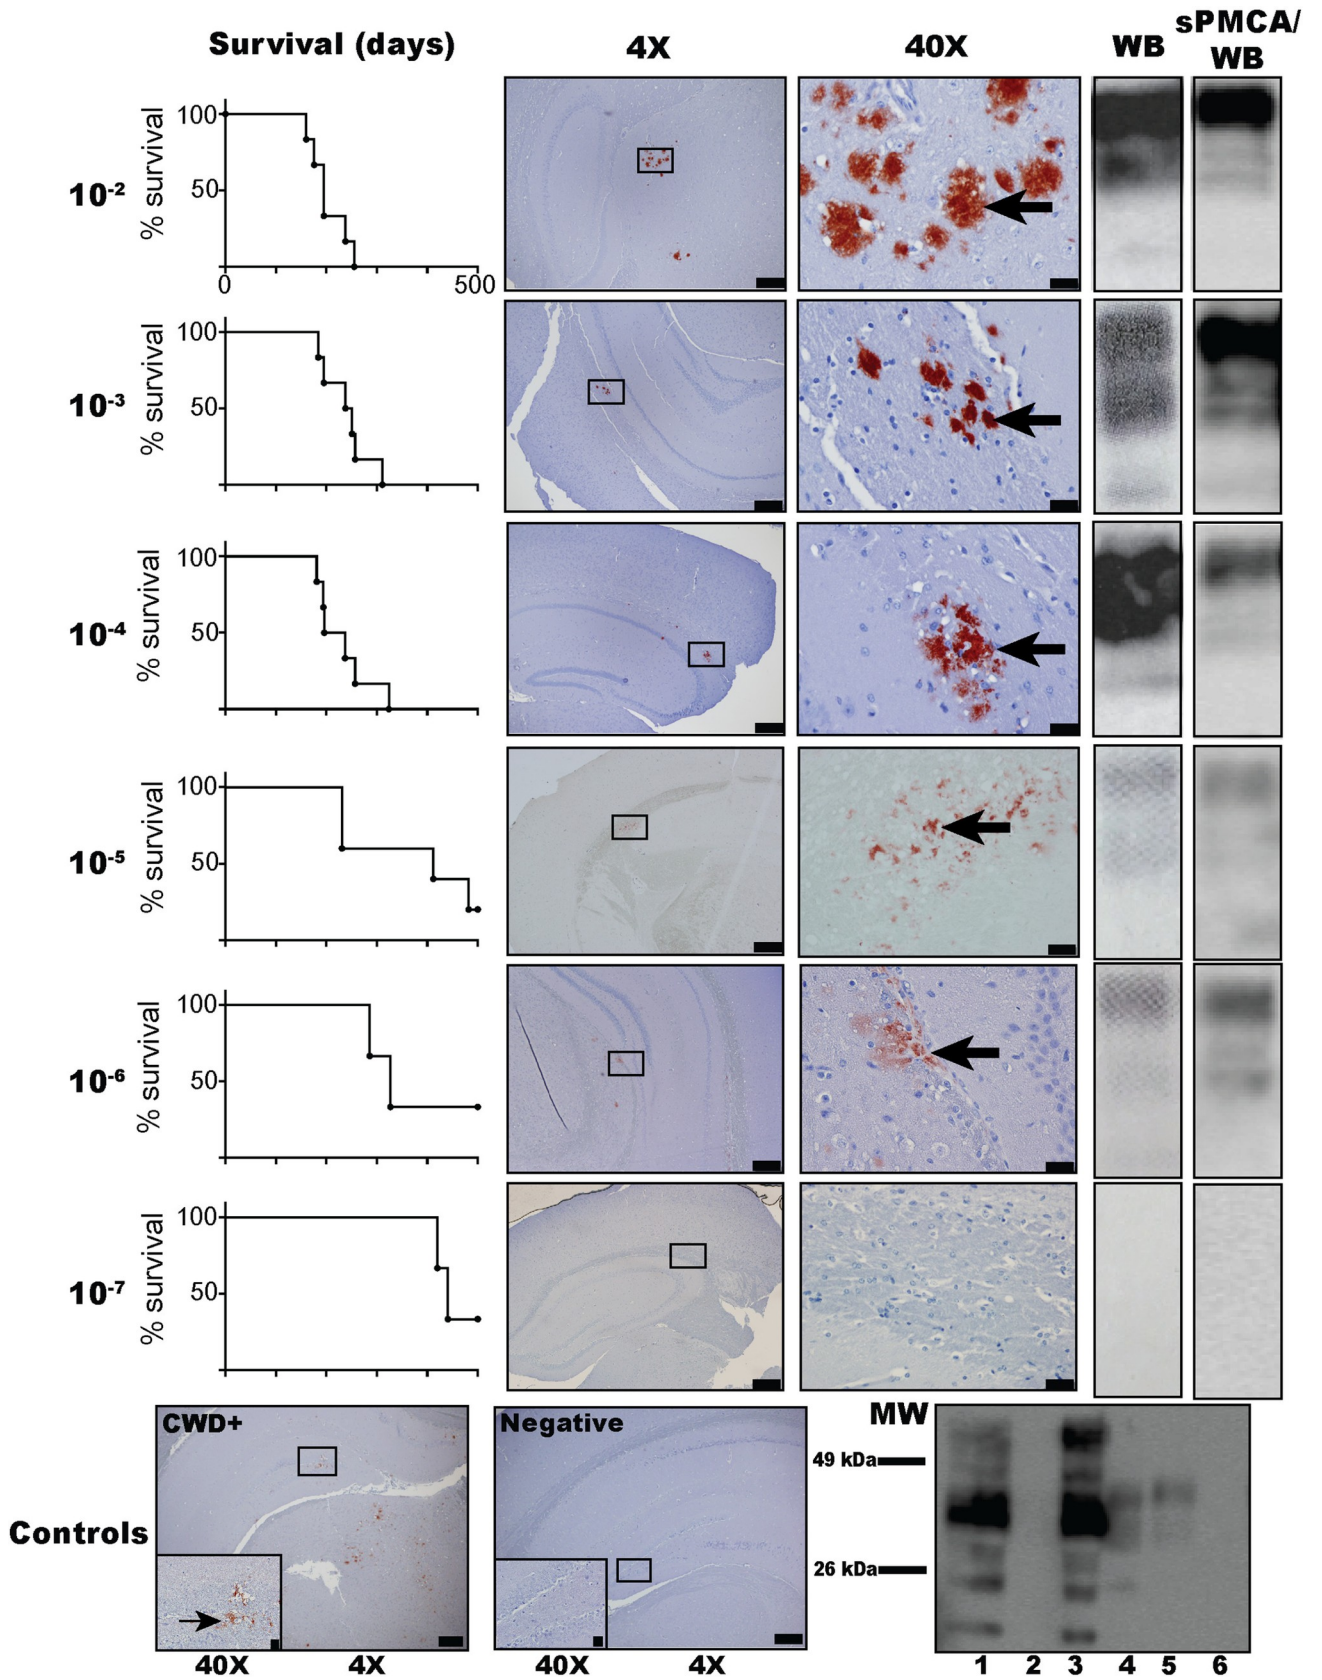 Survival (days) 4X 40X WB sPMCA/
WB
10-2 % survival 100 50 0 500
10-3 % survival 100 50
10-4 % survival 100 50
10-5 % survival 100 50
10-6 % survival 100 50
10-7 % survival 100 50
Controls
CWD+
40X 4X
Negative
40X 4X
MW
49 kDa
26 kDa
1 2 3 4 5 6